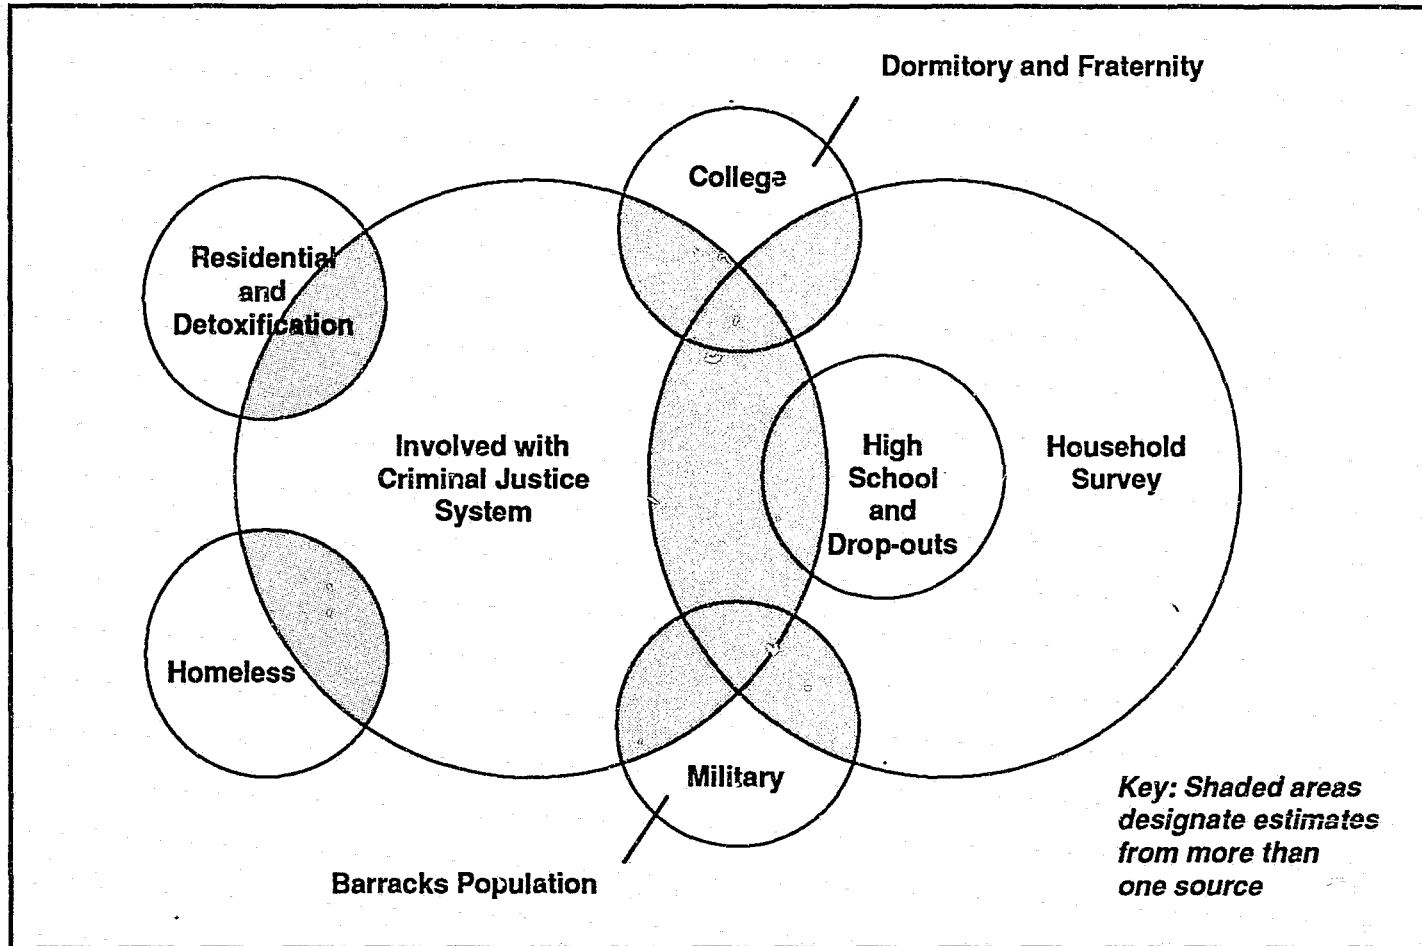 Dormitory and Fraternity
College
Residential
and
Detoxification
Involved with
Criminal Justice
System
High
School
and
Drop-outs
Household
Survey
Homeless
Military
Barracks Population
Key: Shaded areas
designate estimates
from more than
one source